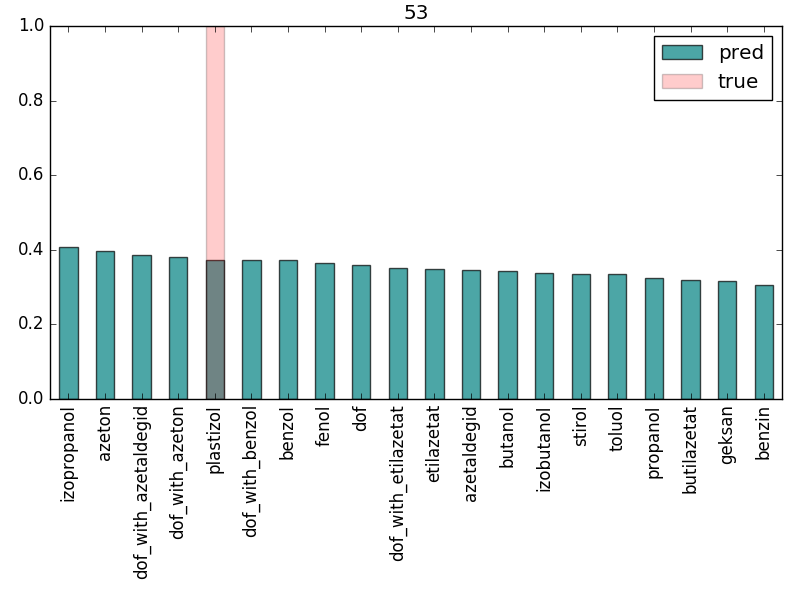 53
1.0
0.8
0.6
0.4
0.2
0.0
pred
true
izopropanol
azeton
dof_with_azetaldegid
dof_with_azeton
plastizol
dof_with_benzol
benzol
fenol
dof
dof_with_etilazetat
etilazetat
azetaldegid
butanol
izobutanol
stirol
toluol
propanol
butilazetat
geksan
benzin